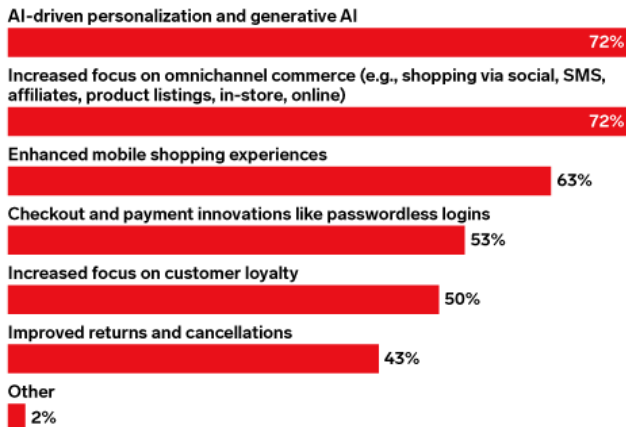 AI-driven personalization and generative AI
72%
Increased focus on omnichannel commerce (e.g., shopping via social, SMS,
affiliates, product listings, in-store, online)
72%
Enhanced mobile shopping experiences
63%
Checkout and payment innovations like passwordless logins
53%
Increased focus on customer loyalty
50%
Improved returns and cancellations
43%
Other
2%